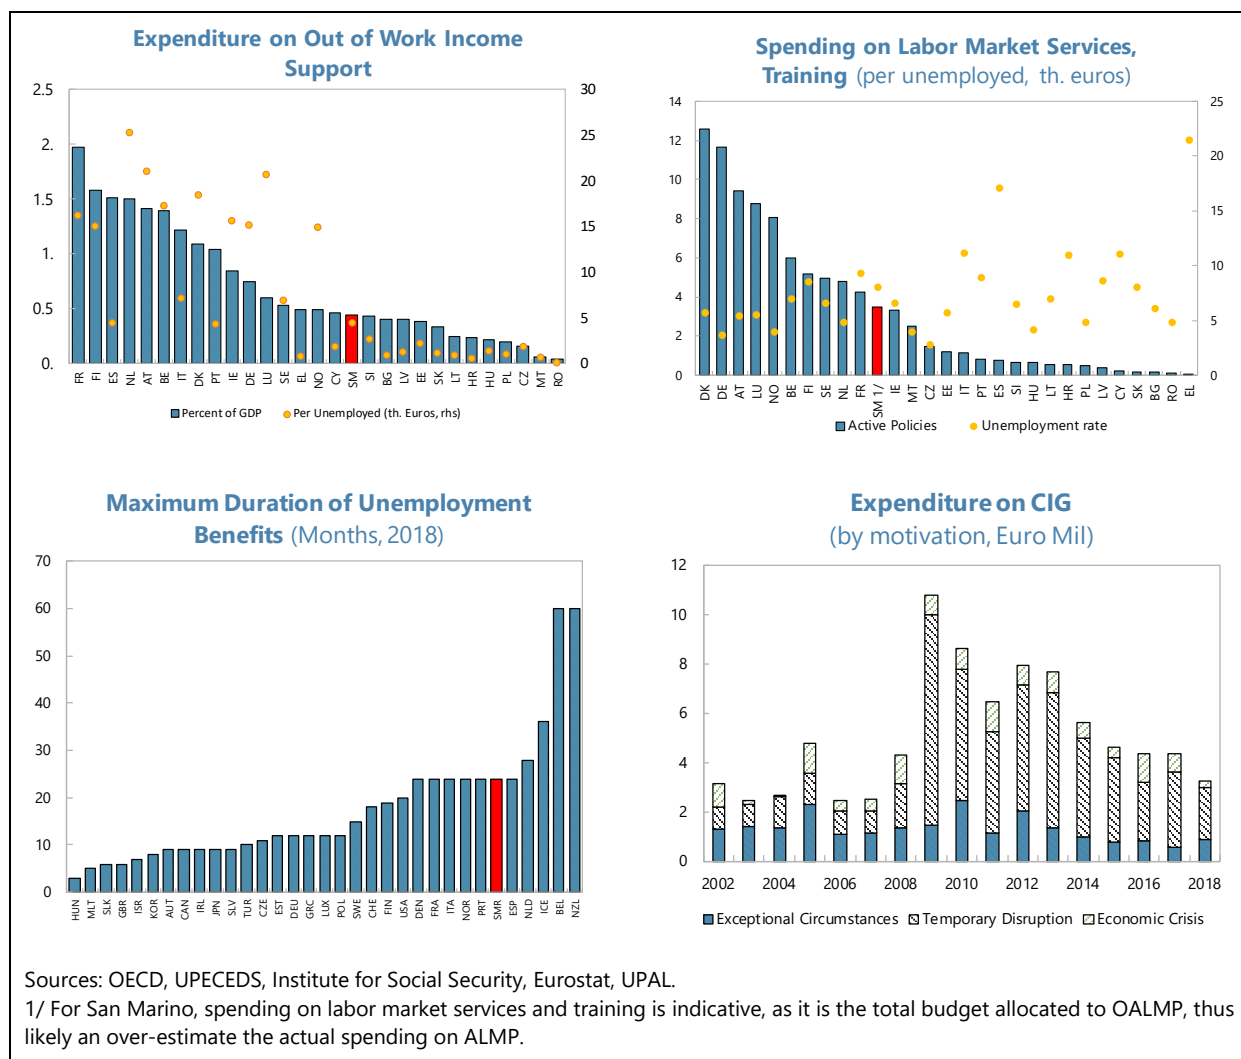 Expenditure on Out of Work Income
Support
2.5
2.
1.5
1.
0.5
0.
30
25
20
15
10
5
0
FR FI ES NL AT BE IT DK PT IE DE LU SE EL NO CY SM SI BG LV EE SK LT HR HU PL CZ MT RO
Percent of GDP Per Unemployed (th. Euros, rhs)
Spending on Labor Market Services,
Training (per unemployed, th. euros)
14
12
10
8
6
4
2
0
25
20
15
10
5
0
DK DE AT LU NO BE FI SE NL FR SM 1/ IE MT CZ EE IT PT ES SI HU LT HR PL LV CY SK BG RO EL
Active Policies Unemployment rate
Maximum Duration of Unemployment
Benefits (Months, 2018)
70
60
50
40
30
20
10
0
HUN MLT SLK GBR ISR KOR AUT CAN IRL JPN SLV TUR CZE EST DEU GRC LUX POL SWE CHE FIN USA DEN FRA ITA NOR PRT SMR ESP NLD ICE BEL NZL
Expenditure on CIG
(by motivation, Euro Mil)
12
10
8
6
4
2
0
2002 2004 2006 2008 2010 2012 2014 2016 2018
Exceptional Circumstances Temporary Disruption Economic Crisis
Sources: OECD, UPECEDS, Institute for Social Security, Eurostat, UPAL.
1/ For San Marino, spending on labor market services and training is indicative, as it is the total budget allocated to OALMP, thus
likely an over-estimate the actual spending on ALMP.